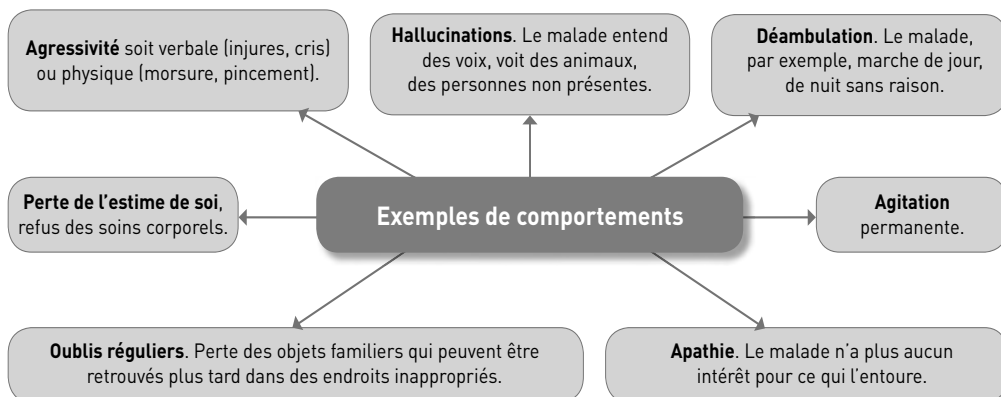 Agressivité soit verbale (injures, cris)
ou physique (morsure, pincement).
Hallucinations. Le malade entend
des voix, voit des animaux,
des personnes non présentes.
Déambulation. Le malade,
par exemple, marche de jour,
de nuit sans raison.
Perte de l'estime de soi,
refus des soins corporels.
Exemples de comportements
Agitation
permanente.
Oublis réguliers. Perte des objets familiers qui peuvent être
retrouvés plus tard dans des endroits inappropriés.
Apathie. Le malade n'a plus aucun
intérêt pour ce qui l'entoure.